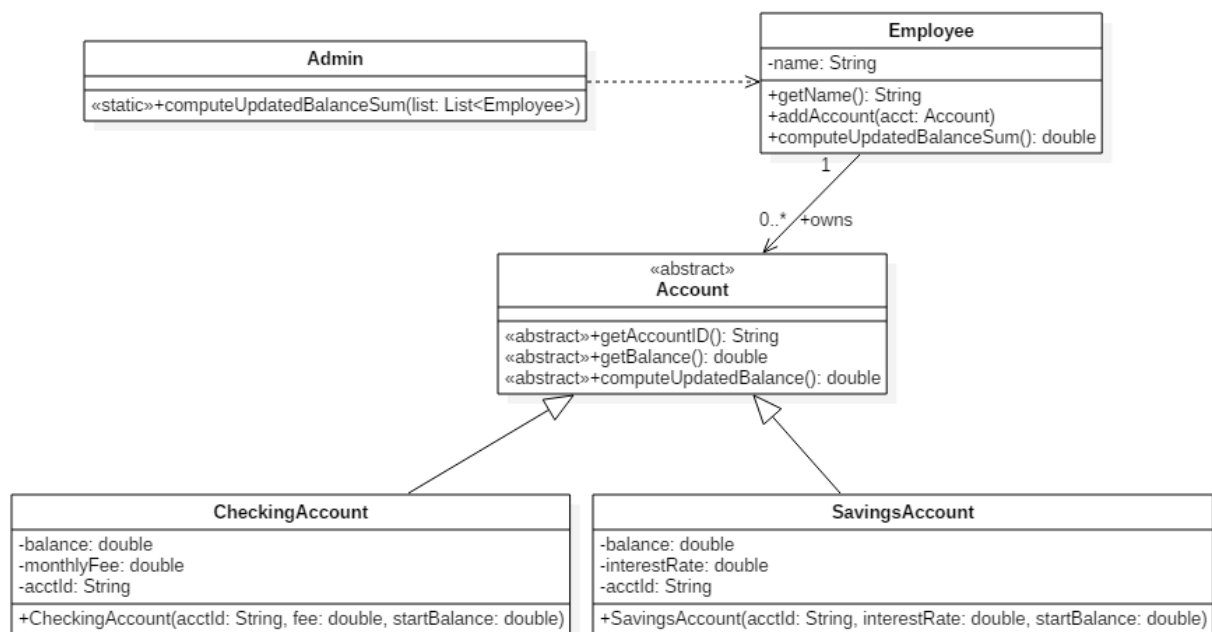 Admin
«static»+computeUpdatedBalanceSum(list: List<Employee>)
Employee
-name: String
+getName(): String
+addAccount(acct: Account)
+computeUpdatedBalanceSum(): double
1
0..* +owns
«abstract»
Account
«abstract»+getAccountID(): String
«abstract»+getBalance(): double
«abstract»+computeUpdatedBalance(): double
CheckingAccount
-balance: double
-monthlyFee: double
-acctId: String
+CheckingAccount(acctId: String, fee: double, startBalance: double)
SavingsAccount
-balance: double
-interestRate: double
-acctId: String
+SavingsAccount(acctId: String, interestRate: double, startBalance: double)